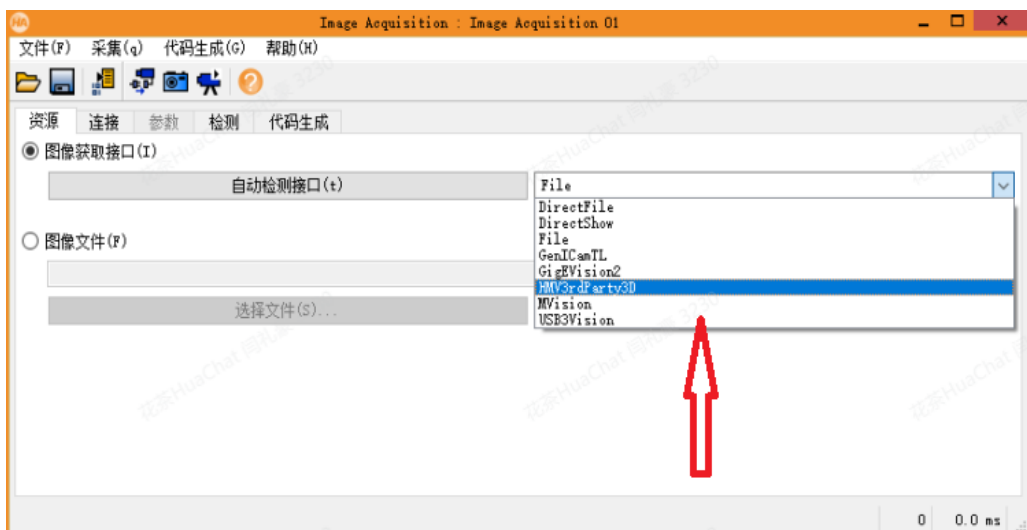 HA Image Acquisition : Image Acquisition 01
文件(F) 采集(q) 代码生成(G) 帮助(H)
资源 连接 参数 检测 代码生成
图像获取接口(I)
自动检测接口(t) File
DirectFile
DirectShow
File
GenICamTL
GigEVision2
HMV3rdParty3D
MVision
USB3Vision
图像文件(F)
选择文件(S)...
0 0.0 ms